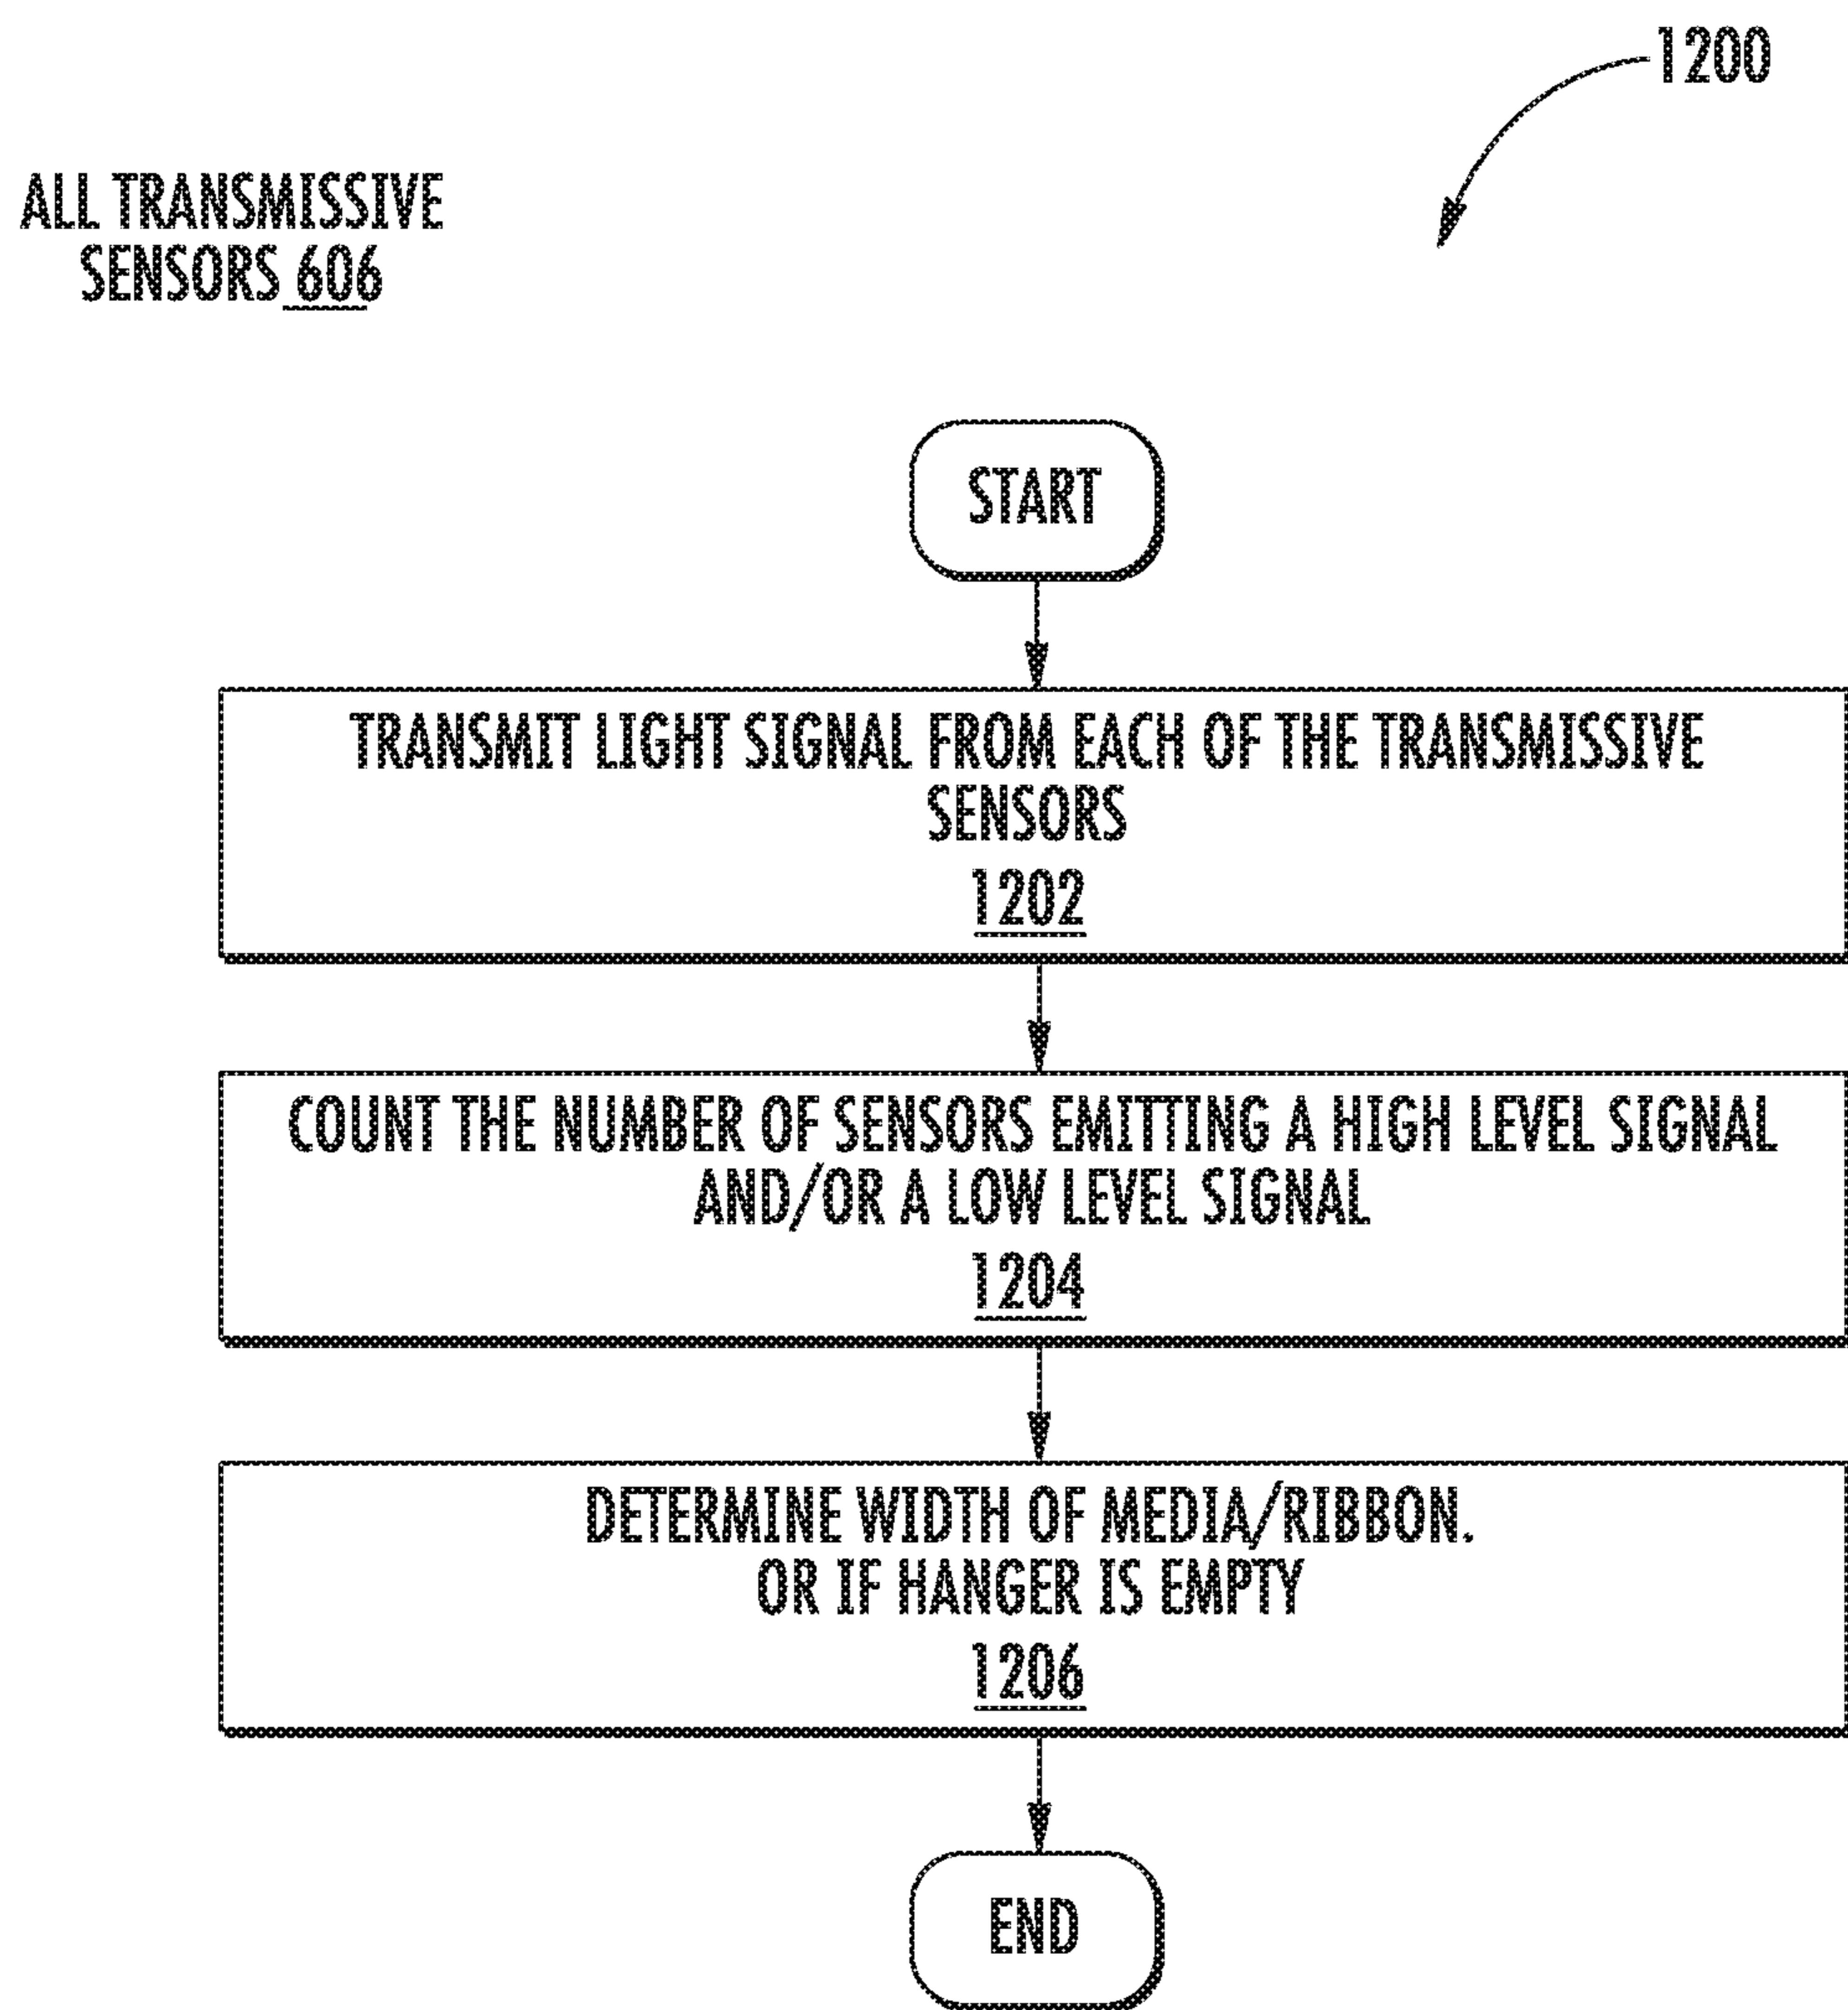 1200
ALL TRANSMISSIVE
SENSORS 606
START
TRANSMIT LIGHT SIGNAL FROM EACH OF THE TRANSMISSIVE
SENSORS
1202
COUNT THE NUMBER OF SENSORS EMITTING A HIGH LEVEL SIGNAL
AND/OR A LOW LEVEL SIGNAL
1204
DETERMINE WIDTH OF MEDIA/RIBBON.
OR IF HANGER IS EMPTY
1206
END